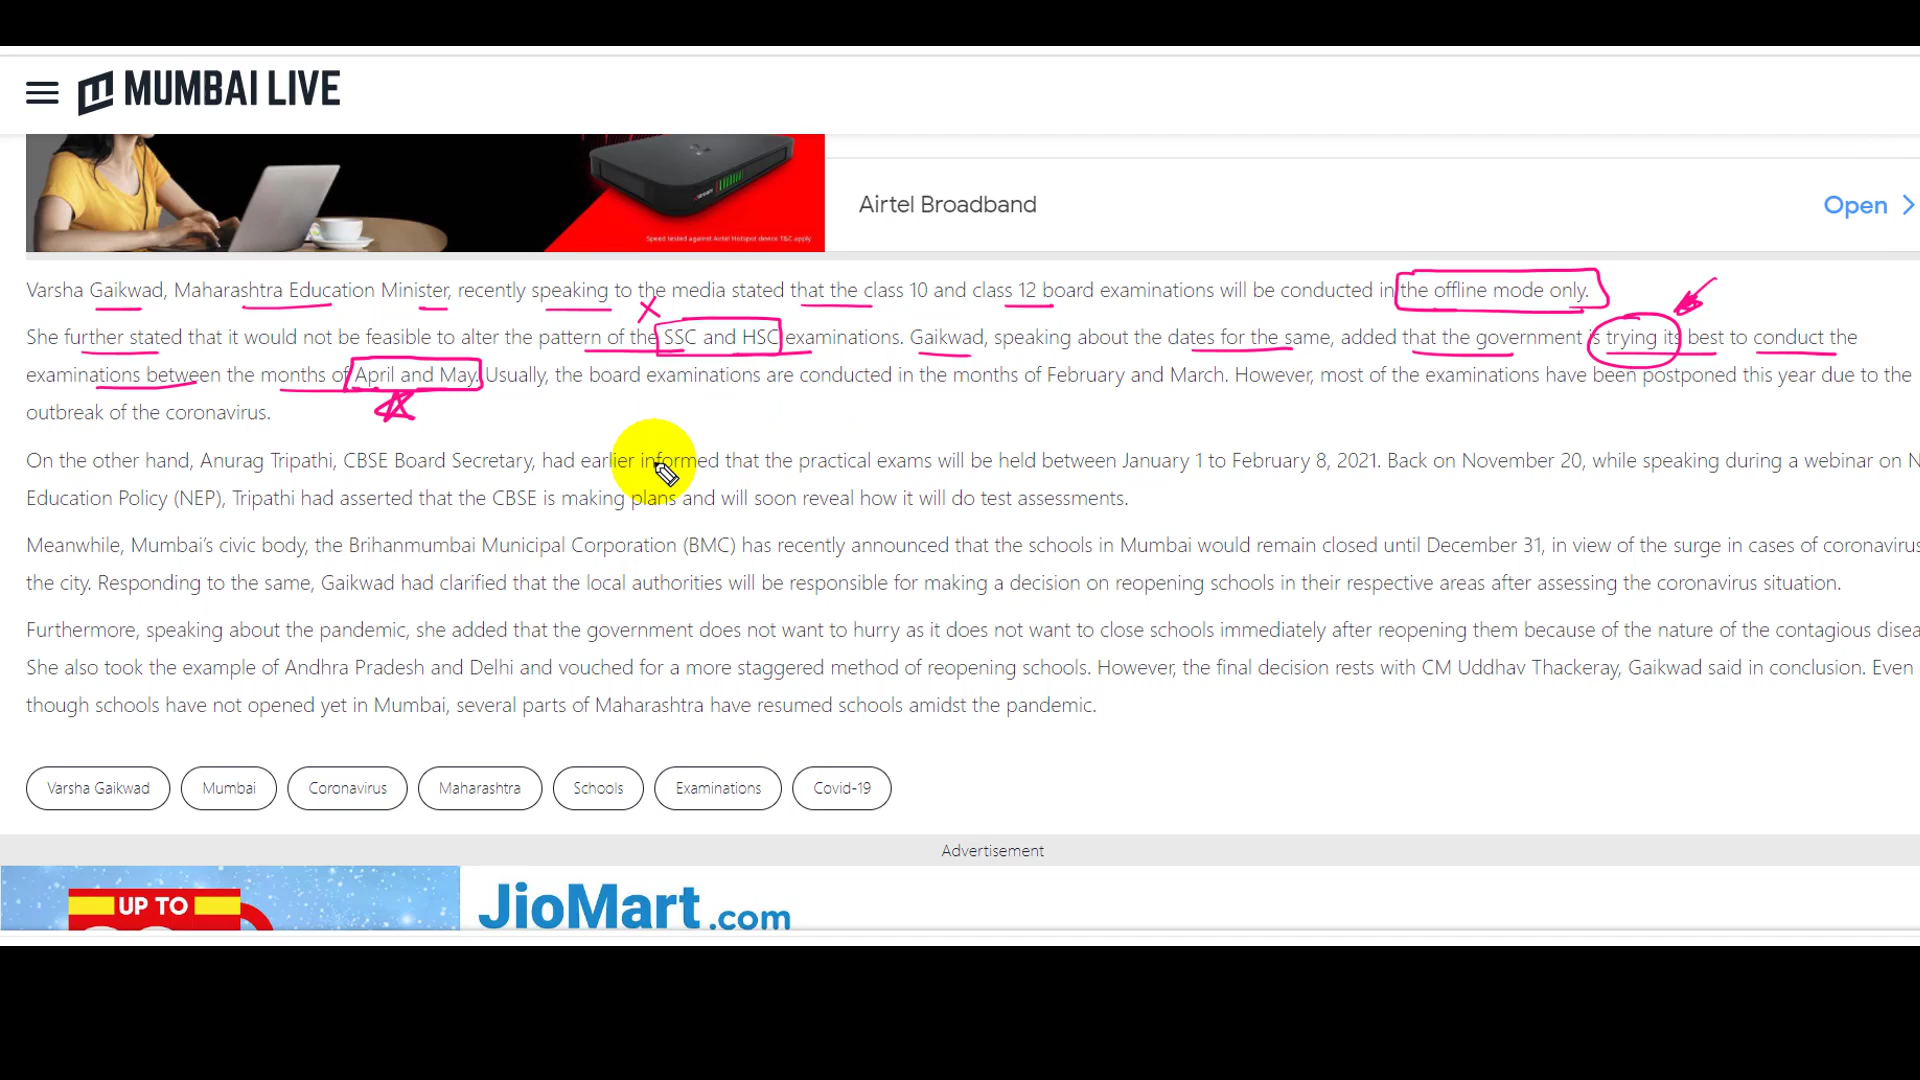 MUMBAI LIVE
Speed tested against Airtel Hotspot device T&C apply
Airtel Broadband
Open
Varsha Gaikwad, Maharashtra Education Minister, recently speaking to the media stated that the class 10 and class 12 board examinations will be conducted in the offline mode only.
She further stated that it would not be feasible to alter the pattern of the SSC and HSC examinations. Gaikwad, speaking about the dates for the same, added that the government is trying its best to conduct the
examinations between the months of April and May. Usually, the board examinations are conducted in the months of February and March. However, most of the examinations have been postponed this year due to the
outbreak of the coronavirus.
On the other hand, Anurag Tripathi, CBSE Board Secretary, had earlier informed that the practical exams will be held between January 1 to February 8, 2021. Back on November 20, while speaking during a webinar on N
Education Policy (NEP), Tripathi had asserted that the CBSE is making plans and will soon reveal how it will do test assessments.
Meanwhile, Mumbai's civic body, the Brihanmumbai Municipal Corporation (BMC) has recently announced that the schools in Mumbai would remain closed until December 31, in view of the surge in cases of coronavirus
the city. Responding to the same, Gaikwad had clarified that the local authorities will be responsible for making a decision on reopening schools in their respective areas after assessing the coronavirus situation.
Furthermore, speaking about the pandemic, she added that the government does not want to hurry as it does not want to close schools immediately after reopening them because of the nature of the contagious disea
She also took the example of Andhra Pradesh and Delhi and vouched for a more staggered method of reopening schools. However, the final decision rests with CM Uddhav Thackeray, Gaikwad said in conclusion. Even
though schools have not opened yet in Mumbai, several parts of Maharashtra have resumed schools amidst the pandemic.
Varsha Gaikwad Mumbai Coronavirus Maharashtra Schools Examinations Covid-19
Advertisement
UP TO
JioMart.com